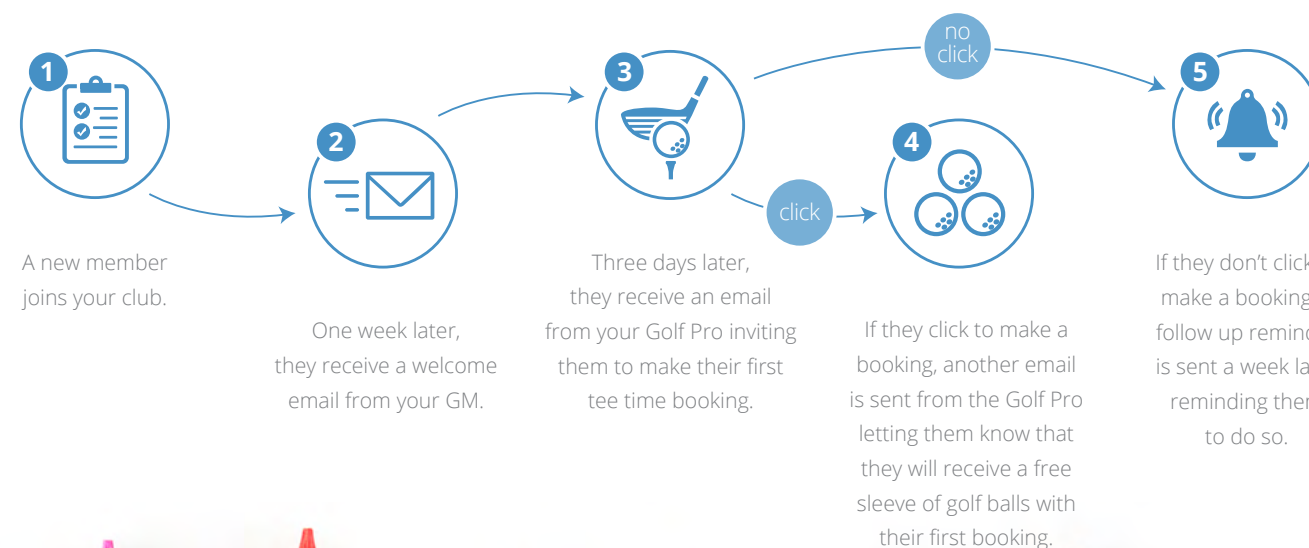 1
A new member
joins your club.
2
One week later,
they receive a welcome
email from your GM.
3
Three days later,
they receive an email
from your Golf Pro inviting
them to make their first
tee time booking.
no
click
click
4
If they click to make a
booking, another email
is sent from the Golf Pro
letting them know that
they will receive a free
sleeve of golf balls with
their first booking.
5
If they don’t click
make a booking
follow up
is sent a week
reminding
to do so.